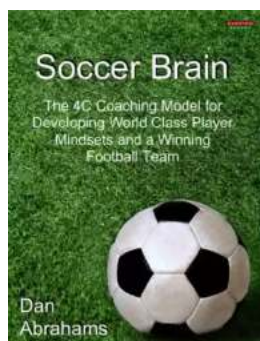 Soccer Brain
The 4C Coaching Model for
Developing World Class Player
Mindsets and a Winning
Football Team
Dan
Abrahams